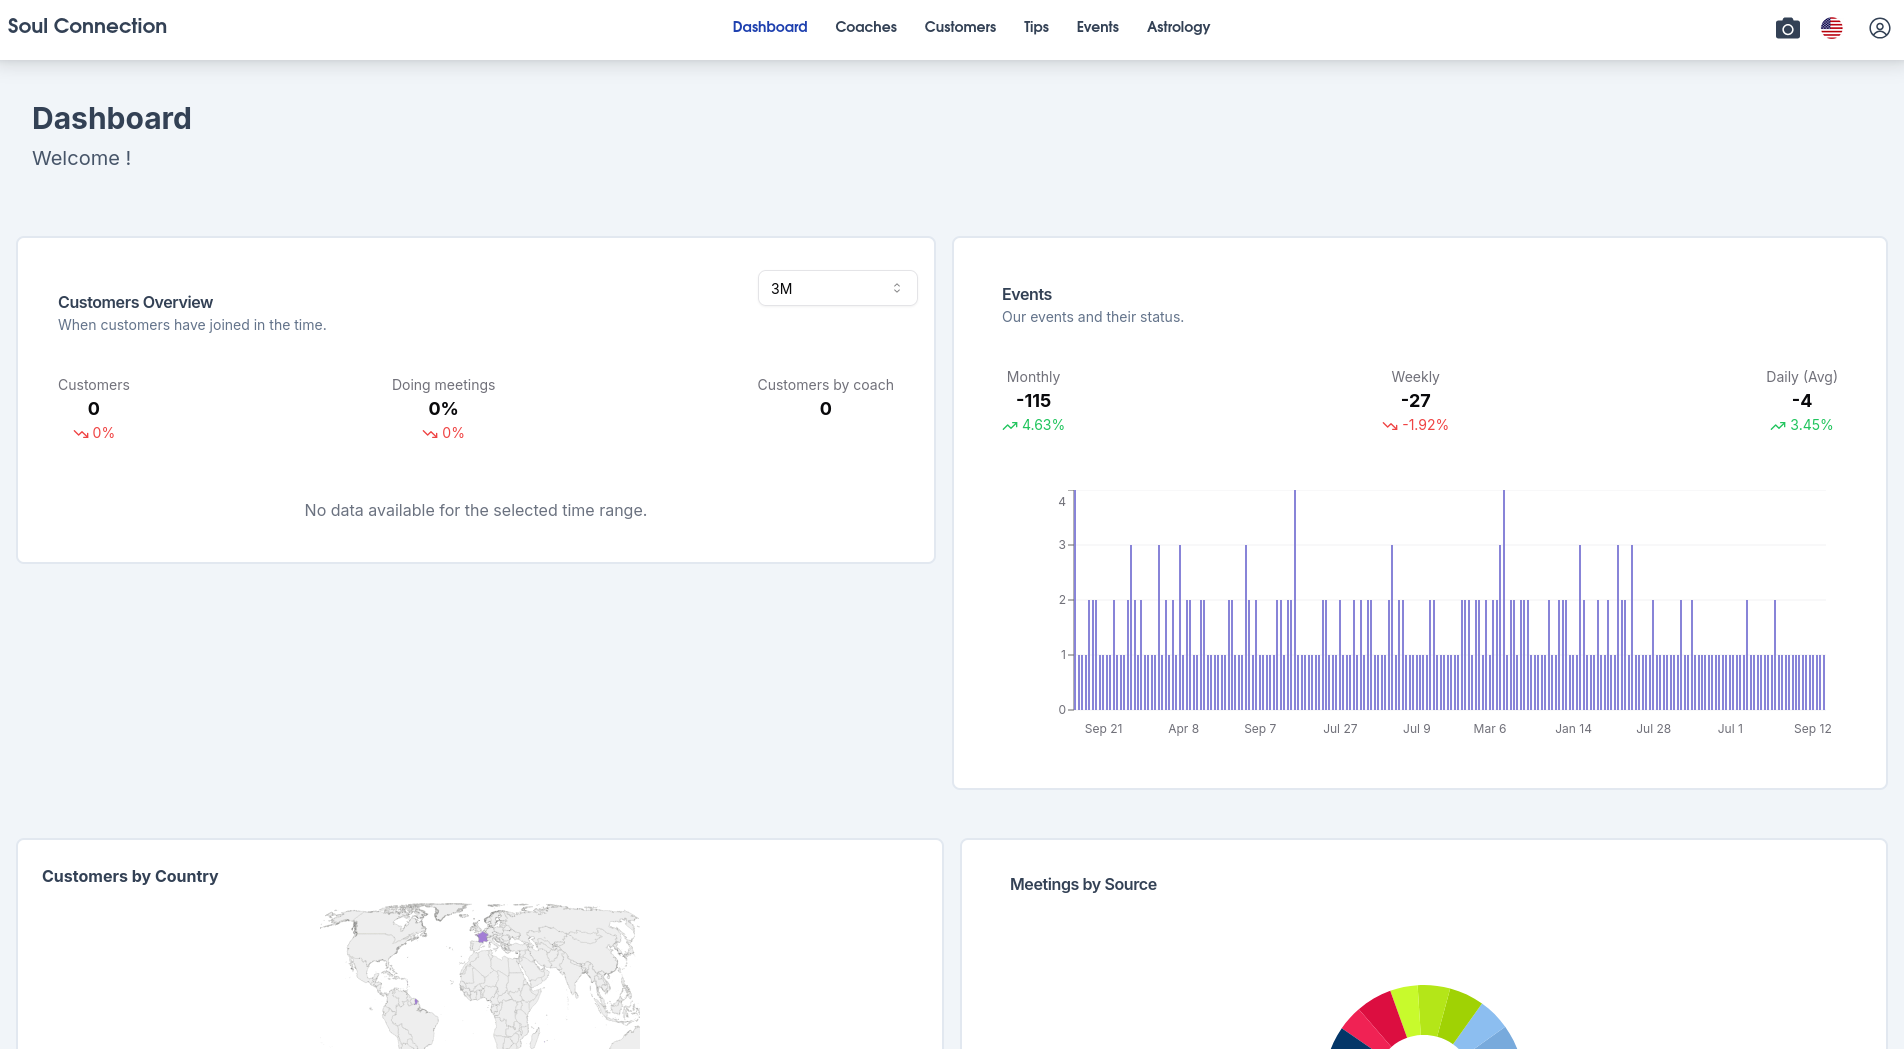 Soul Connection
Dashboard Coaches Customers Tips Events Astrology
Dashboard
Welcome !
3M
Customers Overview
When customers have joined in the time.
Customers Doing meetings Customers by coach
0 0% 0
0% 0%
No data available for the selected time range.
Events
Our events and their status.
Monthly Weekly Daily (Avg)
-115 -27 -4
4.63% -1.92% 3.45%
4
3
2
1
0
Sep 21 Apr 8 Sep 7 Jul 27 Jul 9 Mar 6 Jan 14 Jul 28 Jul 1 Sep 12
Customers by Country
Meetings by Source